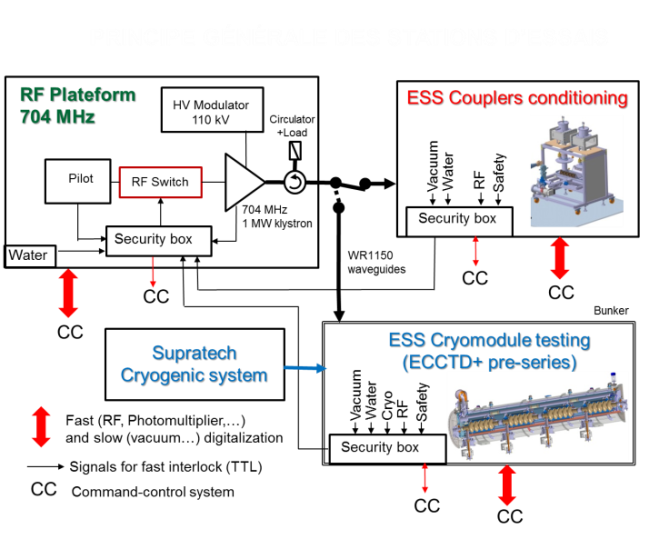 RF Plateform
704 MHz
HV Modulator
110 kV
Circulator
+Load
ESS Couplers conditioning
Pilot
RF Switch
704 MHz
1 MW klystron
Vacuum
Water
RF
Safety
Security box
Security box
Water
WR1150
waveguides
CC
CC
CC
CC
Bunker
Supratech
Cryogenic system
ESS Cryomodule testing
(ECCTD+ pre-series)
Vacuum
Water
Cryo
RF
Safety
Security box
Fast (RF, Photomultiplier,…)
and slow (vacuum…) digitalization
Signals for fast interlock (TTL)
CC Command-control system
CC
CC